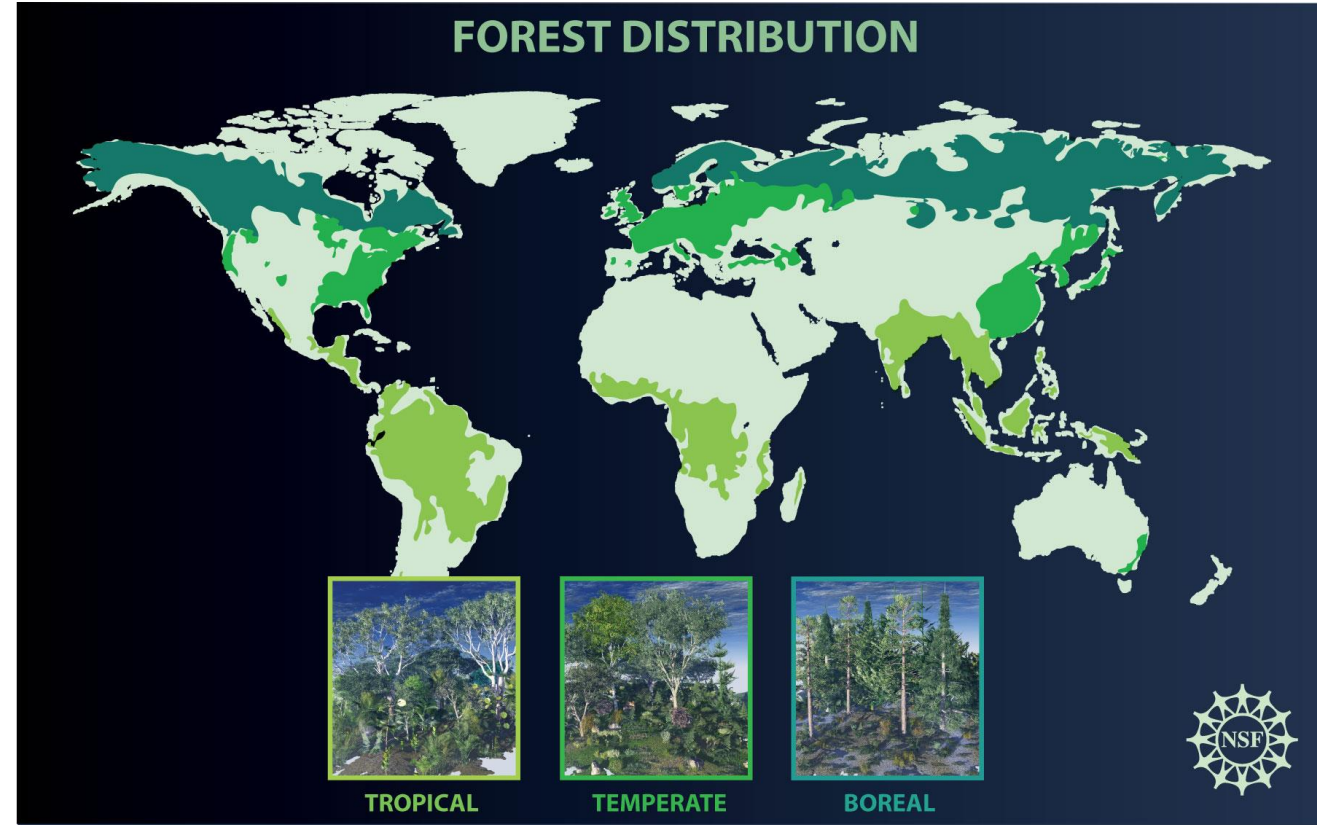 FOREST DISTRIBUTION
TROPICAL
TEMPERATE
BOREAL
NSF